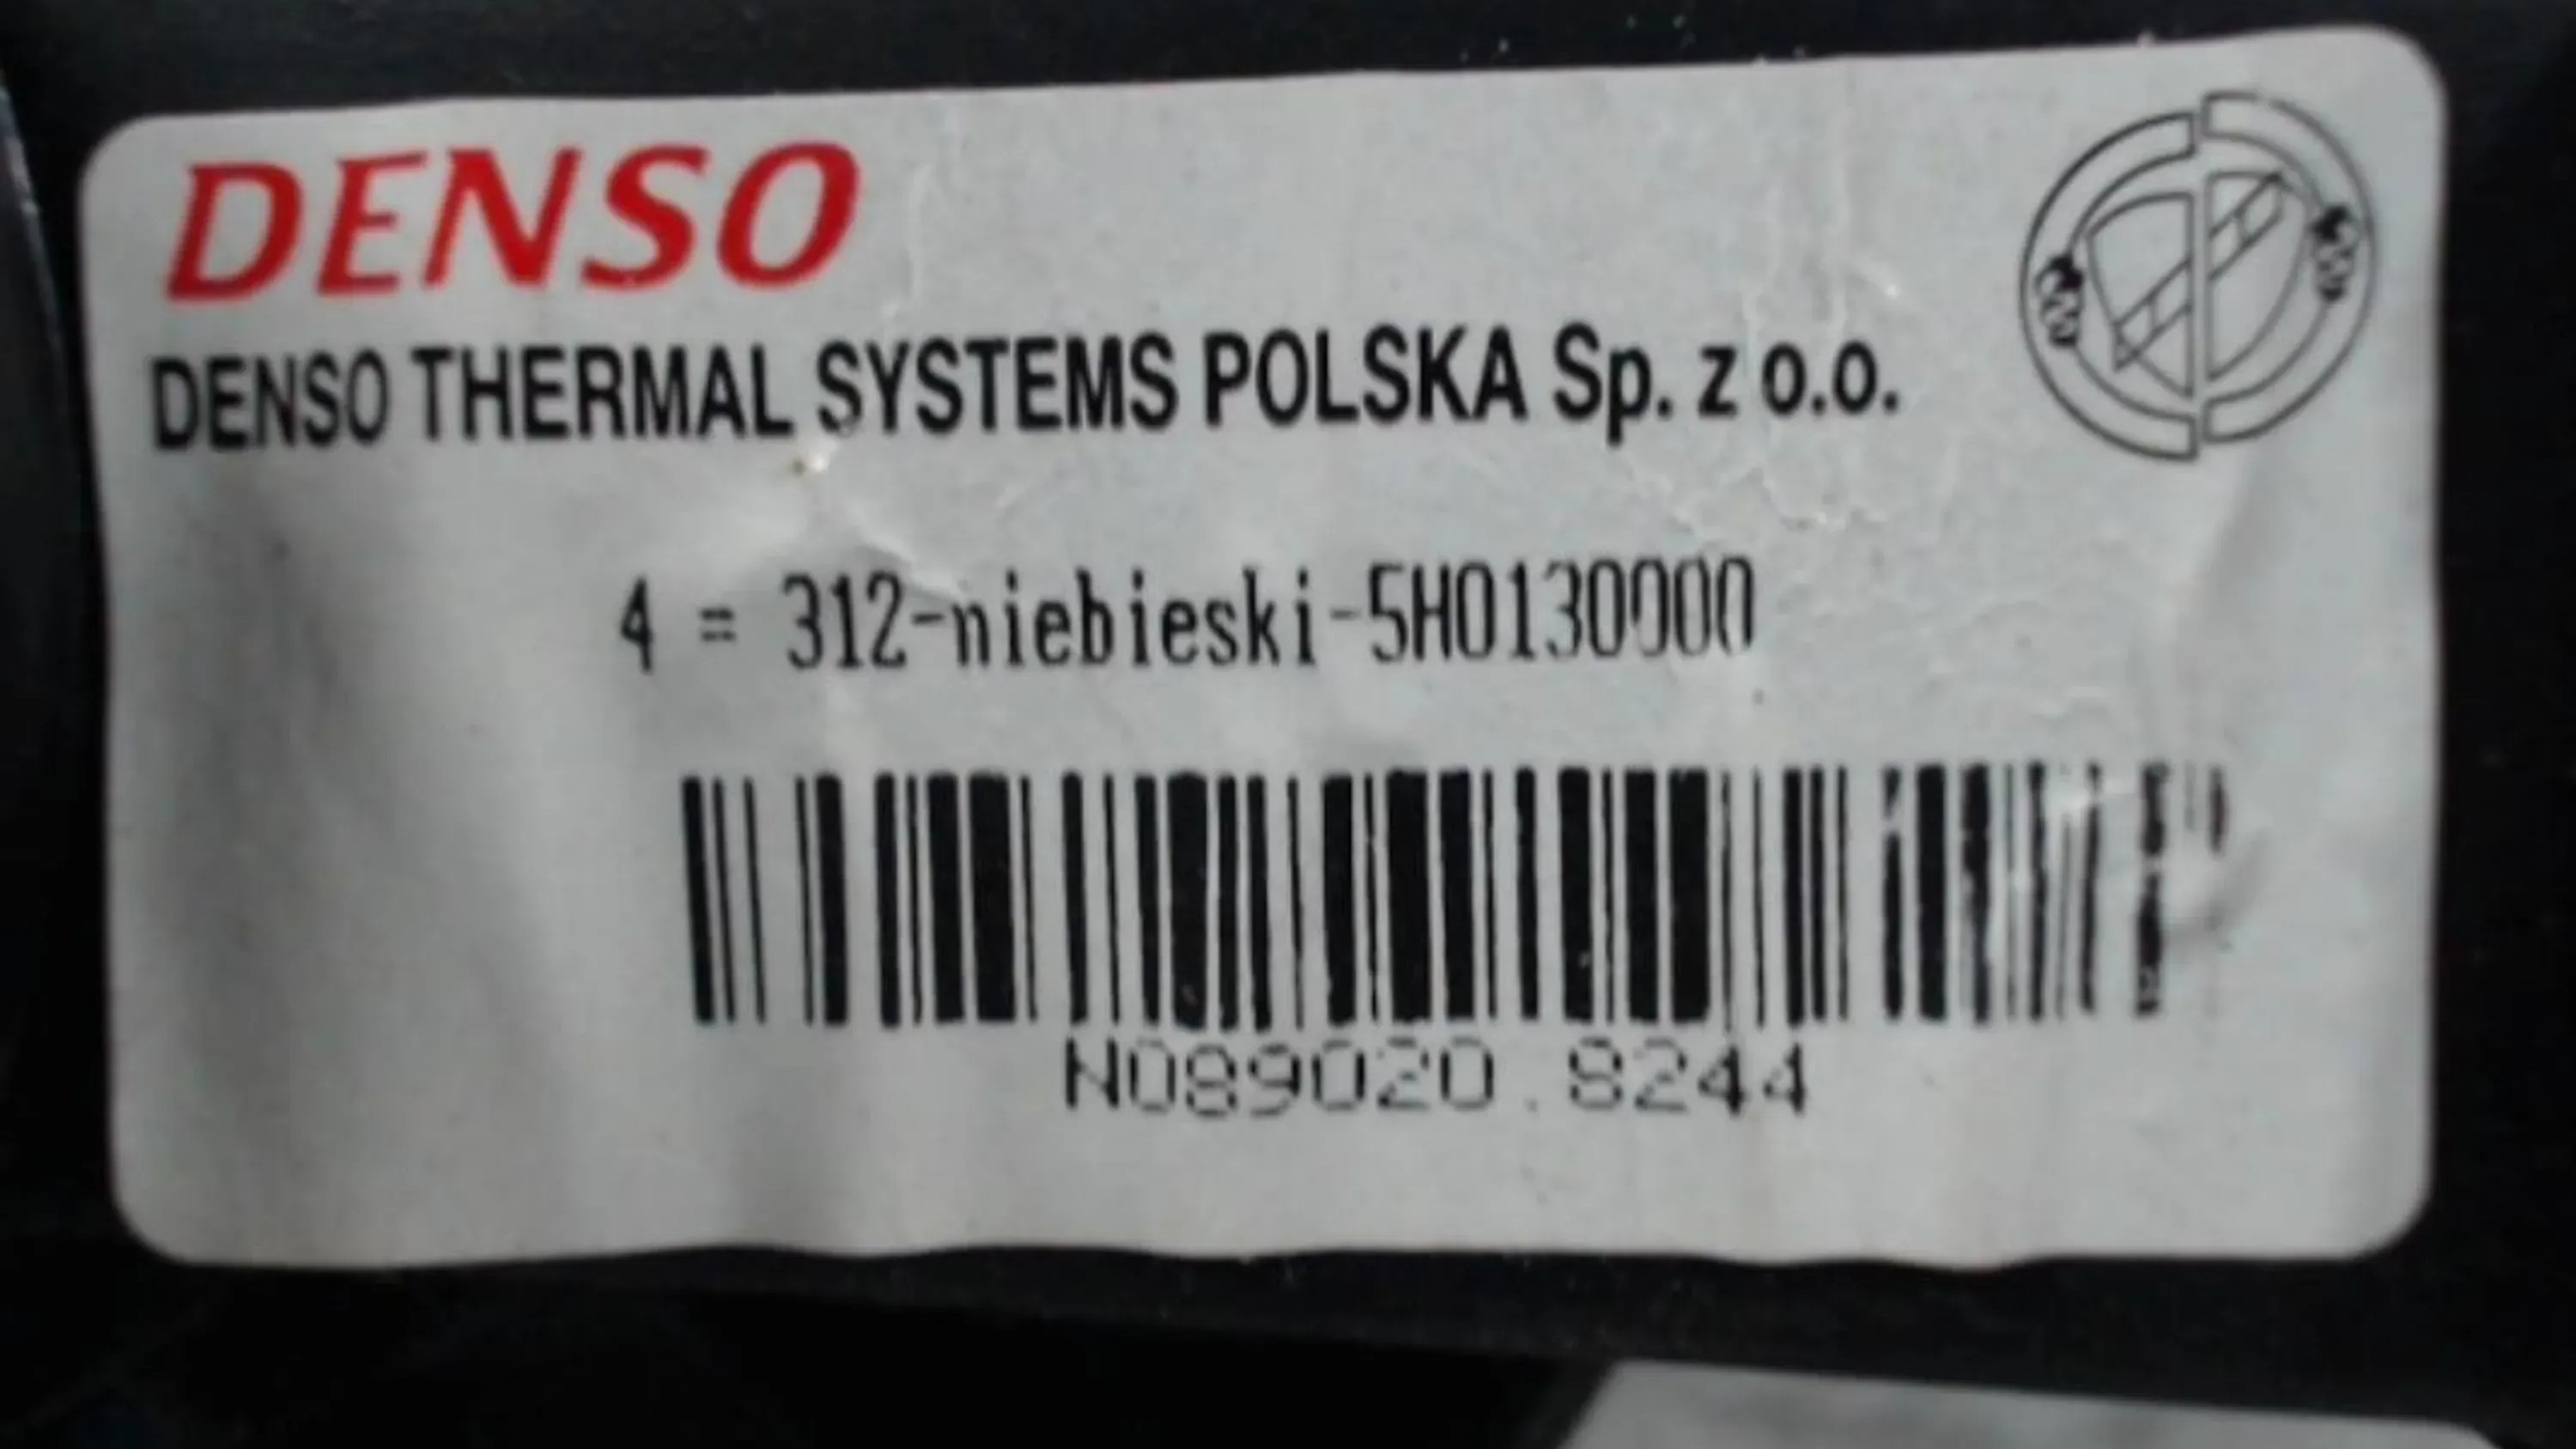 DENSO
DENSO THERMAL SYSTEMS POLSKA Sp. z o.o.
4 = 312-niebieski-5H0130000
N089020.8244